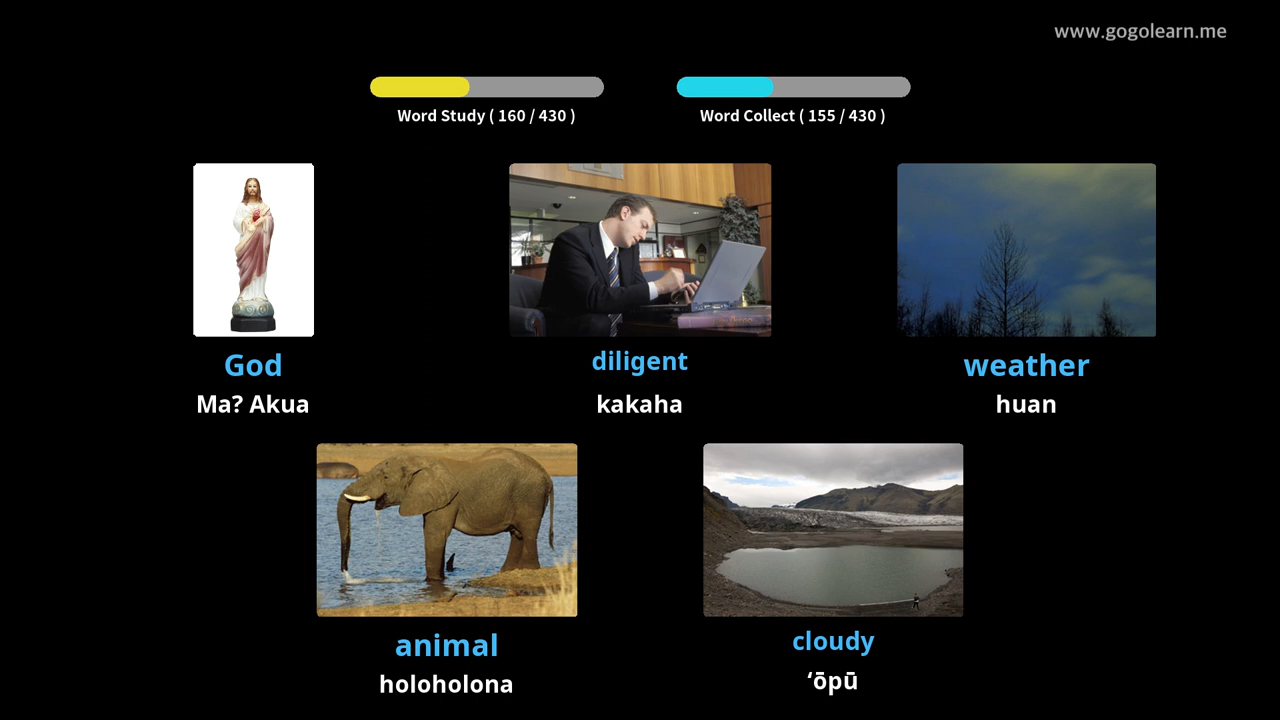 www.gogolearn.me
Word Study ( 160 / 430 )
Word Collect ( 155 / 430 )
God
Ma? Akua
diligent
kakaha
weather
huan
animal
holoholona
cloudy
ʻōpū